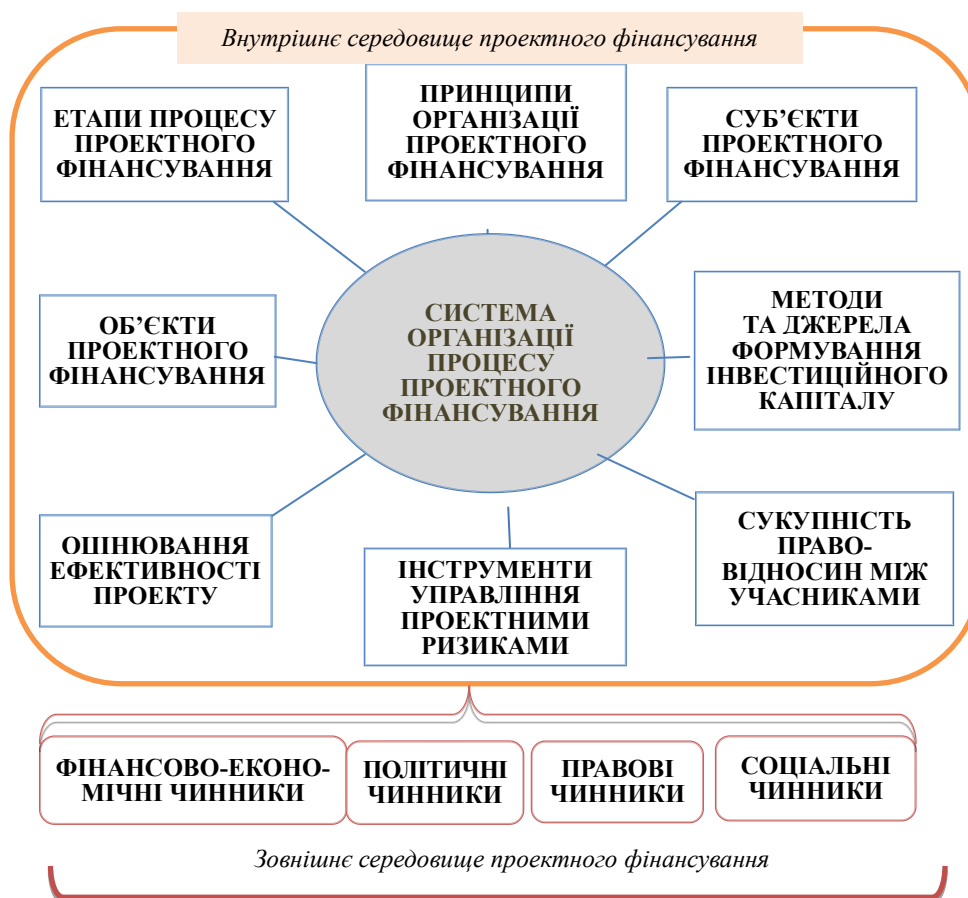 Внутрішнє середовище проектного фінансування
ЕТАПИ ПРОЦЕСУ
ПРОЕКТНОГО
ФІНАНСУВАННЯ
ПРИНЦИПИ
ОРГАНІЗАЦІЇ
ПРОЕКТНОГО
ФІНАНСУВАННЯ
СУБ’ЄКТИ
ПРОЕКТНОГО
ФІНАНСУВАННЯ
ОБ’ЄКТИ
ПРОЕКТНОГО
ФІНАНСУВАННЯ
СИСТЕМА
ОРГАНІЗАЦІЇ
ПРОЦЕСУ
ПРОЕКТНОГО
ФІНАНСУВАННЯ
МЕТОДИ
ТА ДЖЕРЕЛА
ФОРМУВАННЯ
ІНВЕСТИЦІЙНОГО
КАПІТАЛУ
ОШІНЮВАННЯ
ЕФЕКТИВНОСТІ
ПРОЕКТУ
ІНСТРУМЕНТИ
УПРАВЛІННЯ
ПРОЕКТНИМИ
РИЗИКАМИ
СУКУПНІСТЬ
ПРАВО-
ВІДНОСИН МІЖ
УЧАСНИКАМИ
ФІНАНСОВО-ЕКОНО-
МІЧНІ ЧИННИКИ
ПОЛІТИЧНІ
ЧИННИКИ
ПРАВОВІ
ЧИННИКИ
СОЦІАЛЬНІ
ЧИННИКИ
Зовнішнє середовище проектного фінансування